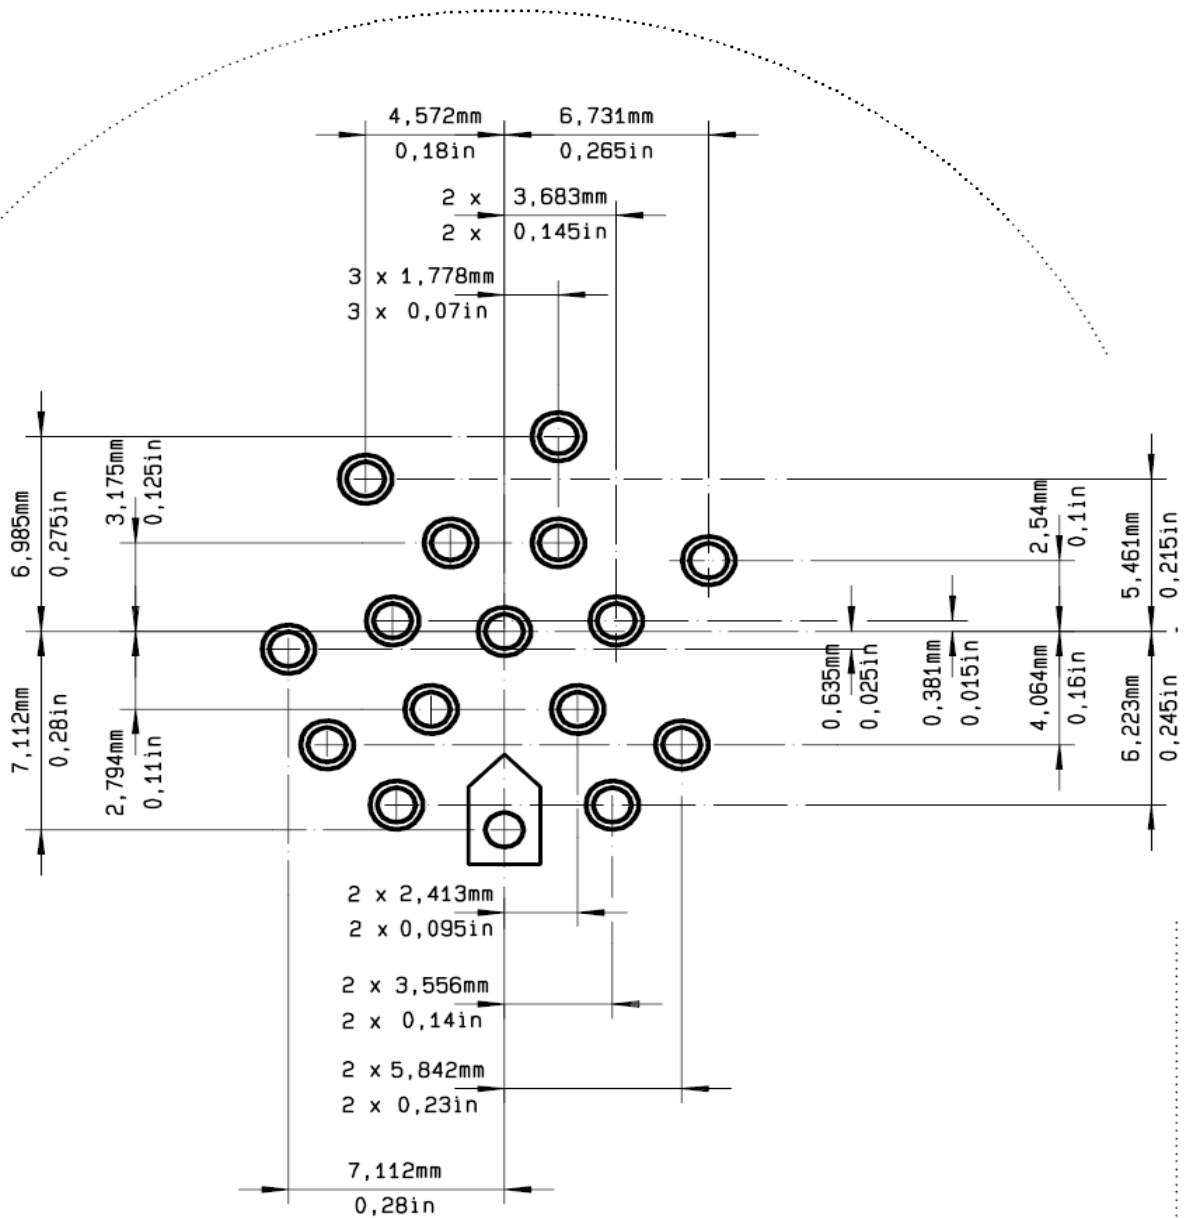 4,572mm
0,18in
6,731mm
0,265in
2 x 3,683mm
2 x 0,145in
3 x 1,778mm
3 x 0,07in
6,985mm
0,275in
3,175mm
0,125in
2,54mm
0,1in
5,461mm
0,215in
7,112mm
0,28in
2,794mm
0,11in
0,635mm
0,025in
0,381mm
0,015in
4,064mm
0,16in
6,223mm
0,245in
2 x 2,413mm
2 x 0,095in
2 x 3,556mm
2 x 0,14in
2 x 5,842mm
2 x 0,23in
7,112mm
0,28in